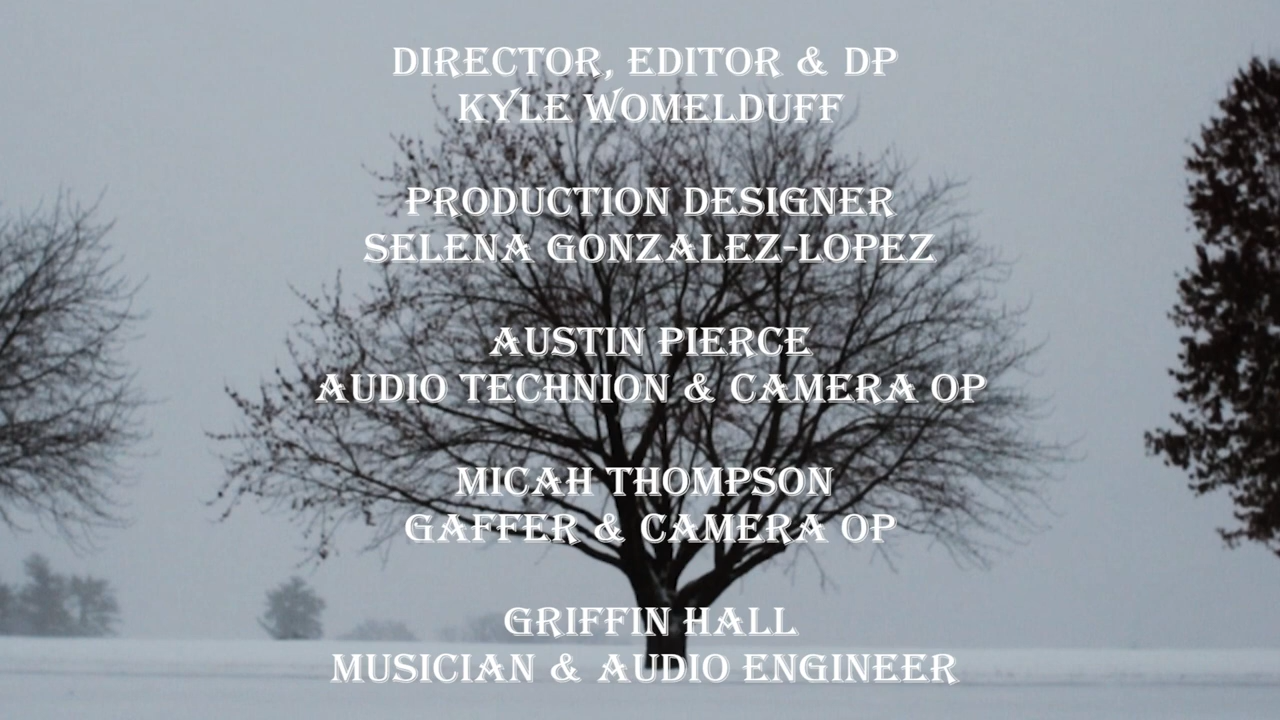 DIRECTOR, EDITOR & DP
KYLE WOMELDUFF
PRODUCTION DESIGNER
SELENA GONZALEZ-LOPEZ
AUSTIN PIERCE
AUDIO TECHNION & CAMERA OP
MICAH THOMPSON
GAFFER & CAMERA OP
GRIFFIN HALL
MUSICIAN & AUDIO ENGINEER